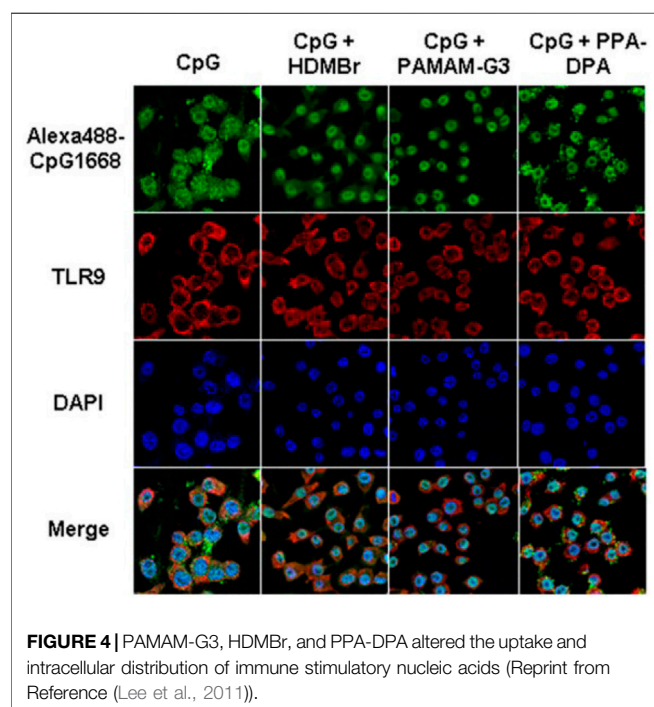 CpG
CpG +
HDMBr
CpG +
PAMAM-G3
CpG + PPA-
DPA
Alexa488-
CpG1668
TLR9
DAPI
Merge
FIGURE 4 | PAMAM-G3, HDMBr, and PPA-DPA altered the uptake and
intracellular distribution of immune stimulatory nucleic acids (Reprint from
Reference (Lee et al., 2011)).